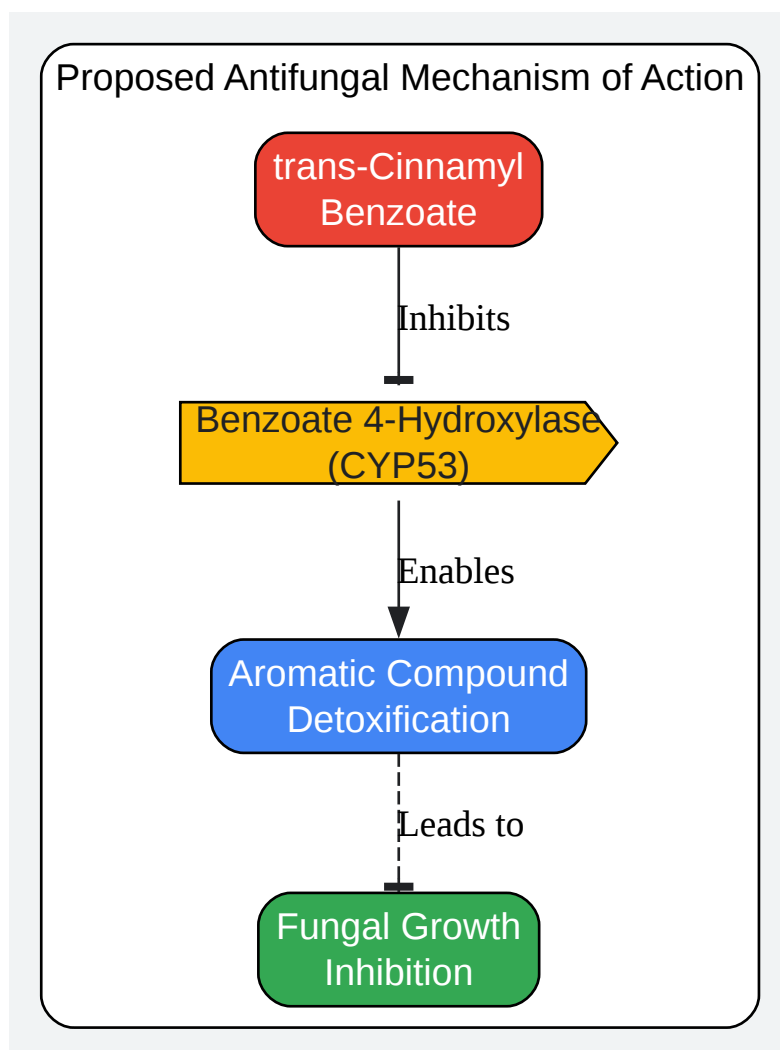 Proposed Antifungal Mechanism of Action
trans-Cinnamyl
Benzoate
Inhibits
Benzoate 4-Hydroxylase
(CYP53)
Enables
Aromatic Compound
Detoxification
Leads to
Fungal Growth
Inhibition